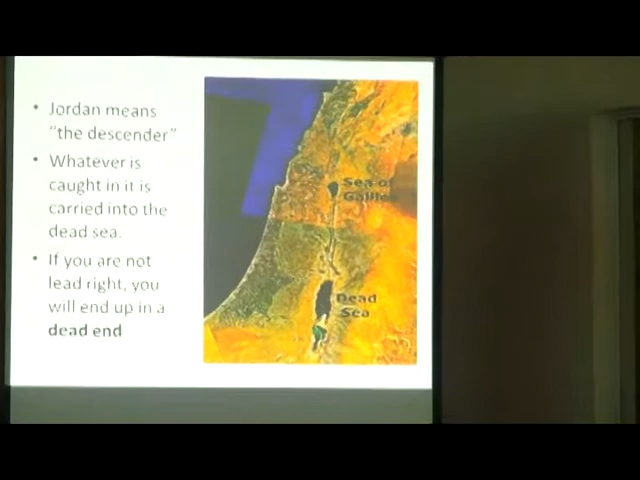 • Jordan means
"the descender"
• Whatever is
caught in it is
carried into the
dead sea.
• If you are not
lead right, you
will end up in a
dead end
Sea of
Galilee
Dead
Sea